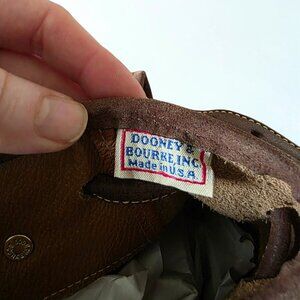 DOONEY &
BOURKE, INC.
Made in U.S.A